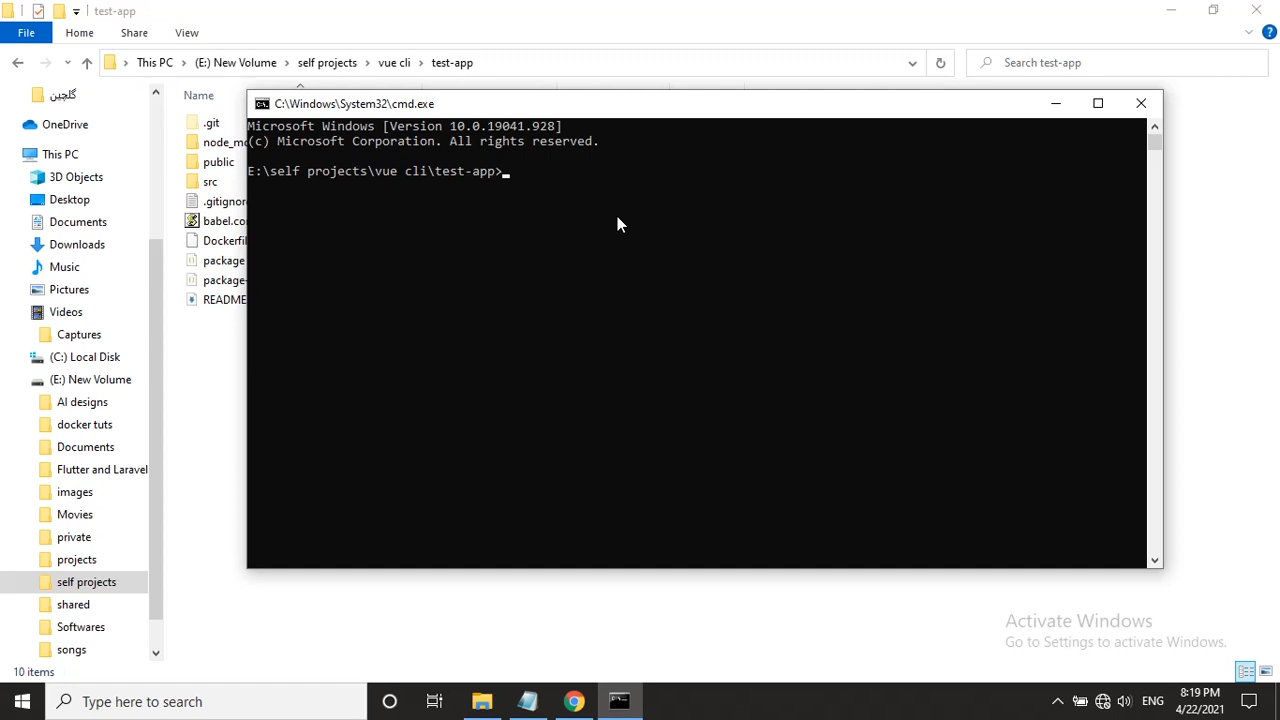 test-app
File
Home
Share
View
This PC
(E:) New Volume
self projects
vue cli
test-app
Search test-app
گلچین
OneDrive
This PC
3D Objects
Desktop
Documents
Downloads
Music
Pictures
Videos
Captures
(C:) Local Disk
(E:) New Volume
AI designs
docker tuts
Documents
Flutter and Laravel
images
Movies
private
projects
self projects
shared
Softwares
songs
Name
.git
node_mo
public
src
.gitignor
babel.co
Dockerfil
package
package-
README
C:\Windows\System32\cmd.exe
Microsoft Windows [Version 10.0.19041.928]
(c) Microsoft Corporation. All rights reserved.
E:\self projects\vue cli\test-app>
Activate Windows
Go to Settings to activate Windows.
10 items
Type here to search
ENG
8:19 PM
4/22/2021